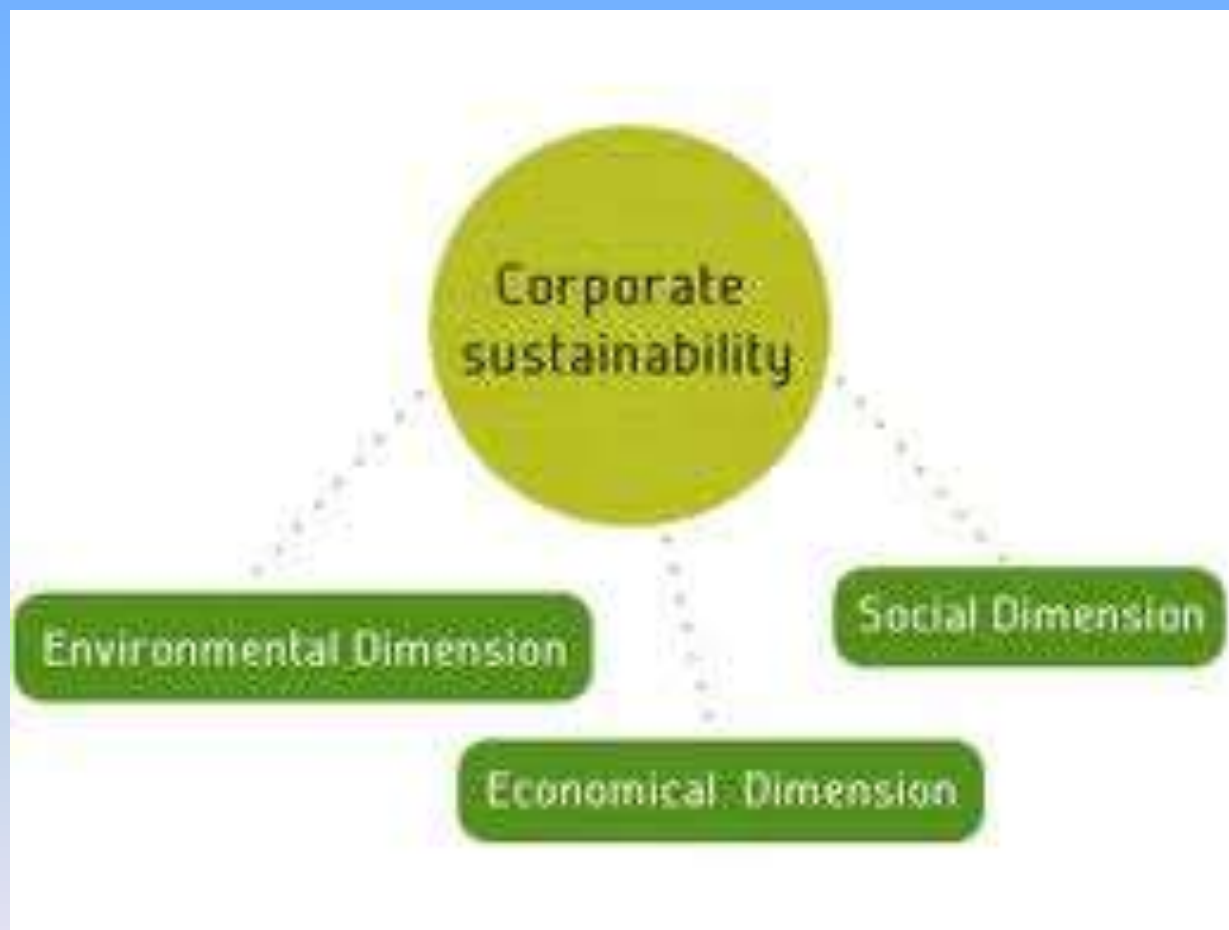 Corporate
sustainability
Environmental Dimension
Social Dimension
Economical Dimension